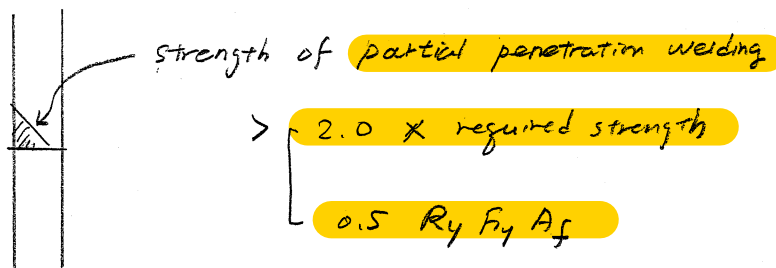 strength of partial penetration welding
> 2.0 x required strength
0.5 Ry Fy Af